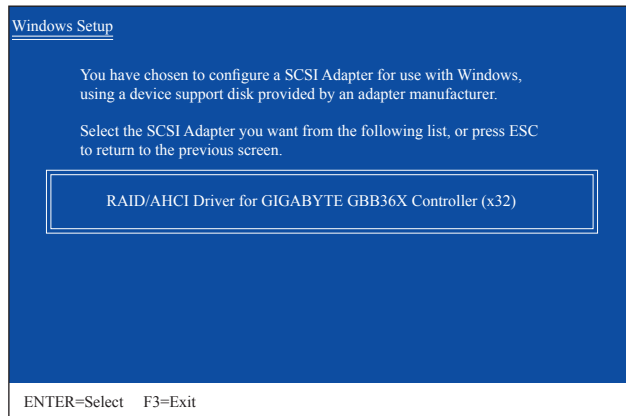 Windows Setup
You have chosen to configure a SCSI Adapter for use with Windows,
using a device support disk provided by an adapter manufacturer.
Select the SCSI Adapter you want from the following list, or press ESC
to return to the previous screen.
RAID/AHCI Driver for GIGABYTE GBB36X Controller (x32)
ENTER=Select F3=Exit